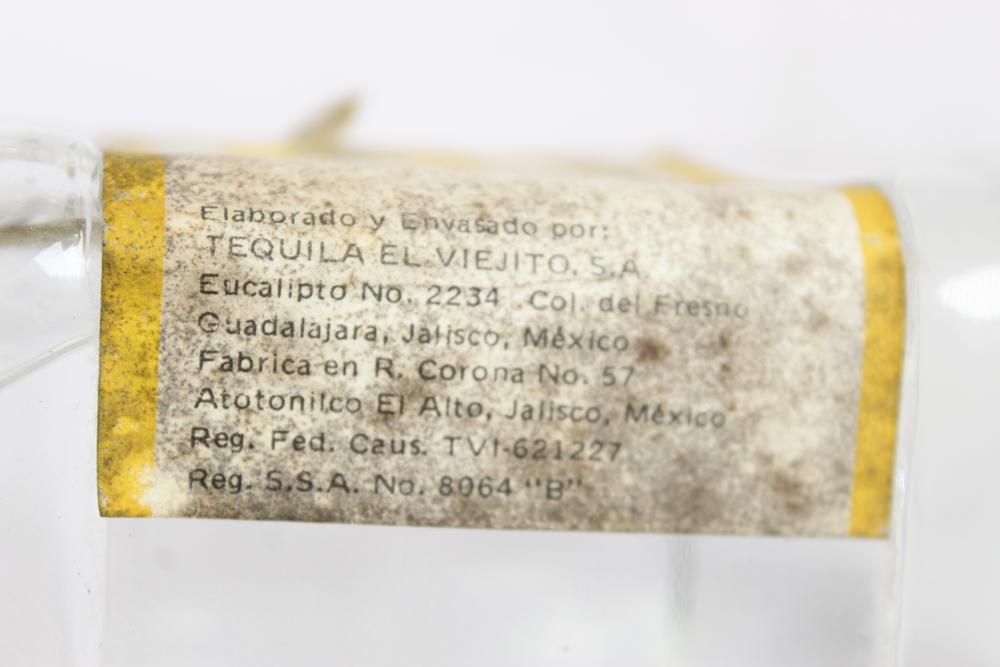 Elaborado y Envasado por:
TEQUILA EL VIEJITO, S.A.
Eucalipto No. 2234 Col. del Fresno
Guadalajara, Jalisco, México
Fabrica en R. Corona No. 57
Atotonilco El Alto, Jalisco, México
Reg. Fed. Caus. TVI-621227
Reg. S.S.A. No. 8064 "B"